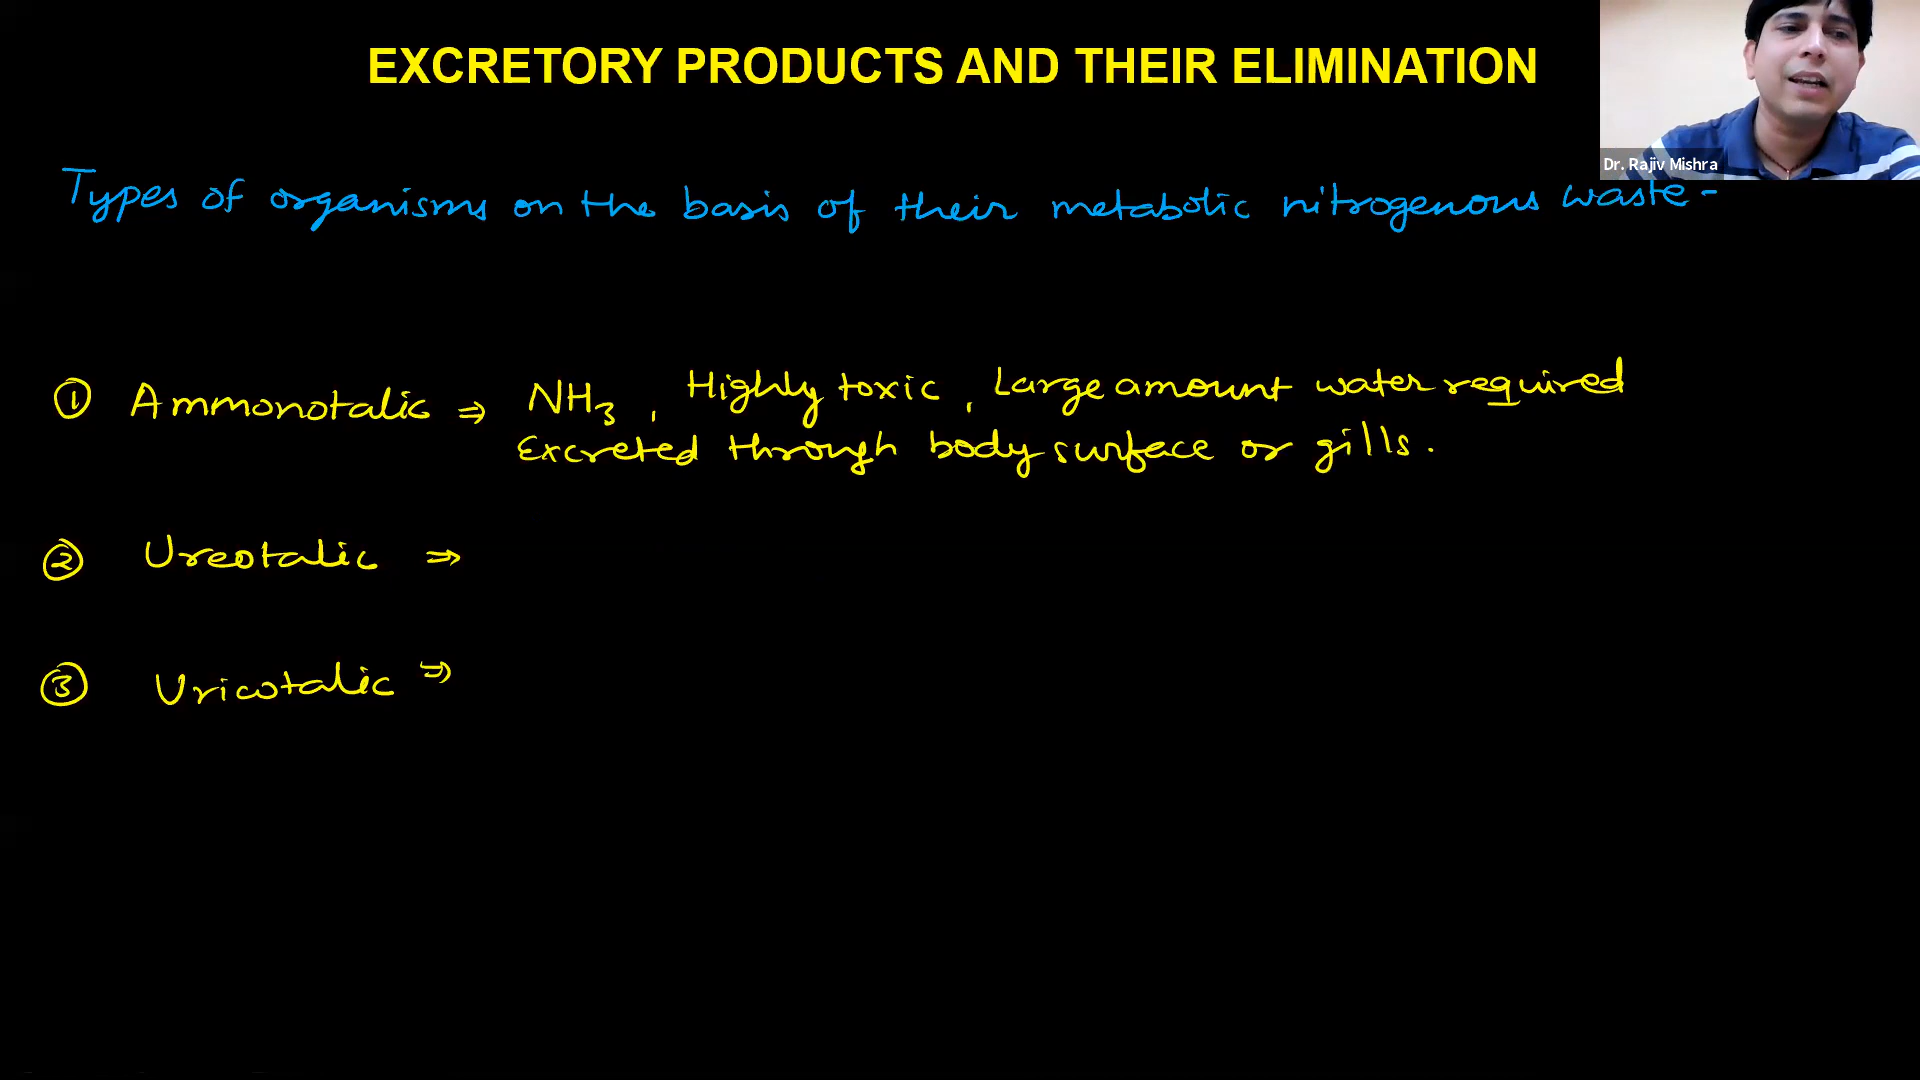 EXCRETORY PRODUCTS AND THEIR ELIMINATION
Dr. Rajiv Mishra
Types of organisms on the basis of their metabolic nitrogenous waste -
① Ammonotalic ⇒ NH3, Highly toxic, Large amount water required
Excreted through body surface or gills.
② Ureotalic ⇒
③ Uricotalic ⇒